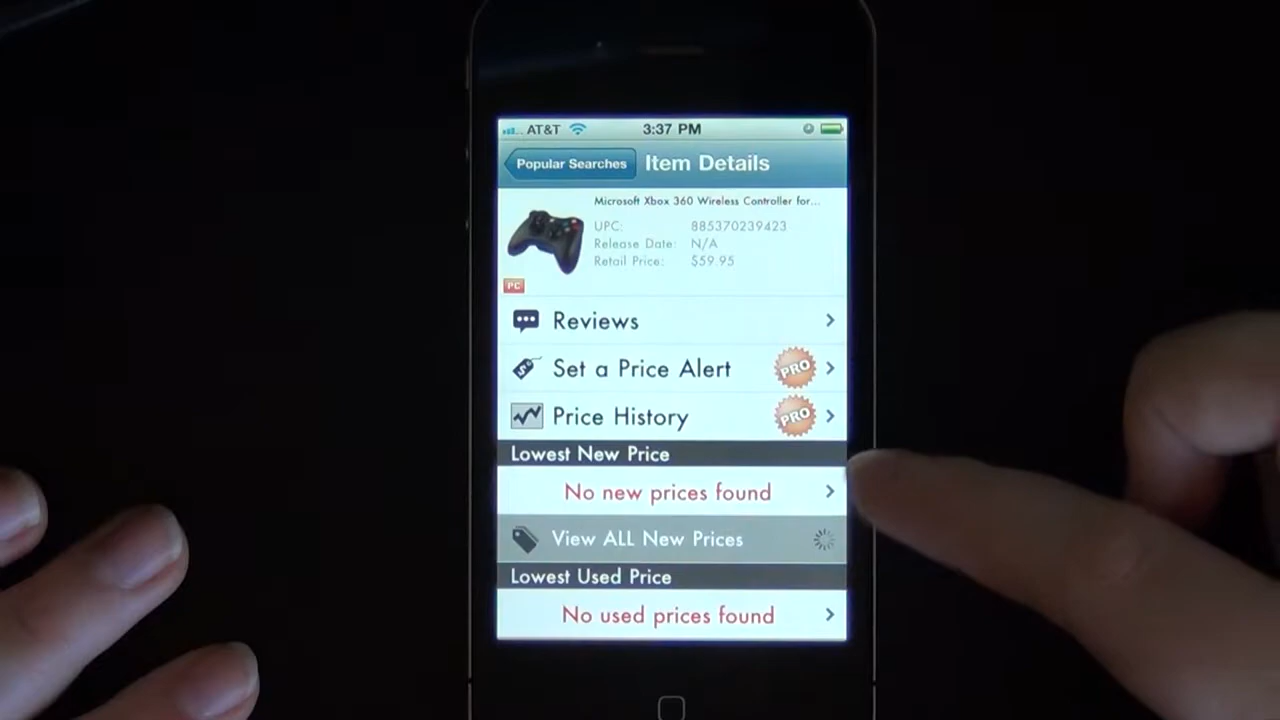 AT&T 3:37 PM
Popular Searches Item Details
Microsoft Xbox 360 Wireless Controller for...
UPC: 885370239423
Release Date: N/A
Retail Price: $59.95
PC
Reviews
Set a Price Alert PRO
Price History PRO
Lowest New Price
No new prices found
View ALL New Prices
Lowest Used Price
No used prices found